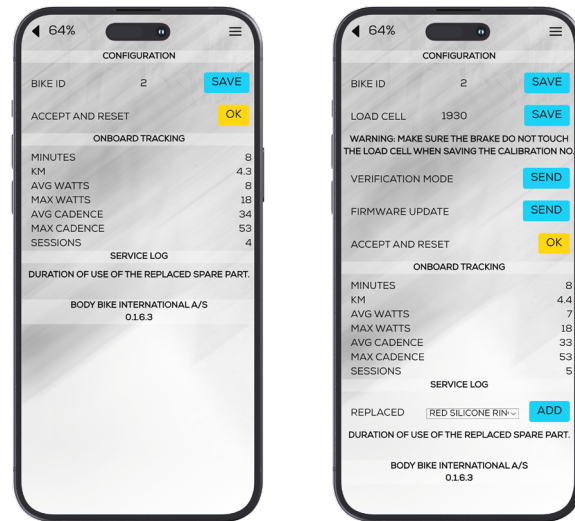 64%
CONFIGURATION
BIKE ID 2 SAVE
ACCEPT AND RESET OK
ONBOARD TRACKING
MINUTES 8
KM 4.3
AVG WATTS 8
MAX WATTS 18
AVG CADENCE 34
MAX CADENCE 53
SESSIONS 4
SERVICE LOG
DURATION OF USE OF THE REPLACED SPARE PART.
BODY BIKE INTERNATIONAL A/S
0.1.6.3
64%
CONFIGURATION
BIKE ID 2 SAVE
LOAD CELL 1930 SAVE
WARNING: MAKE SURE THE BRAKE DO NOT TOUCH
THE LOAD CELL WHEN SAVING THE CALIBRATION NO.
VERIFICATION MODE SEND
FIRMWARE UPDATE SEND
ACCEPT AND RESET OK
ONBOARD TRACKING
MINUTES 8
KM 4.4
AVG WATTS 7
MAX WATTS 18
AVG CADENCE 33
MAX CADENCE 53
SESSIONS 5
SERVICE LOG
REPLACED RED SILICONE RIN ADD
DURATION OF USE OF THE REPLACED SPARE PART.
BODY BIKE INTERNATIONAL A/S
0.1.6.3